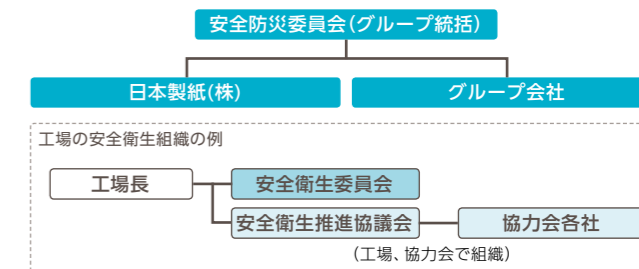 安全防災委員会(グループ統括)
日本製紙(株)
グループ会社
工場の安全衛生組織の例
工場長
安全衛生委員会
安全衛生推進協議会
協力会各社
(工場、協力会で組織)